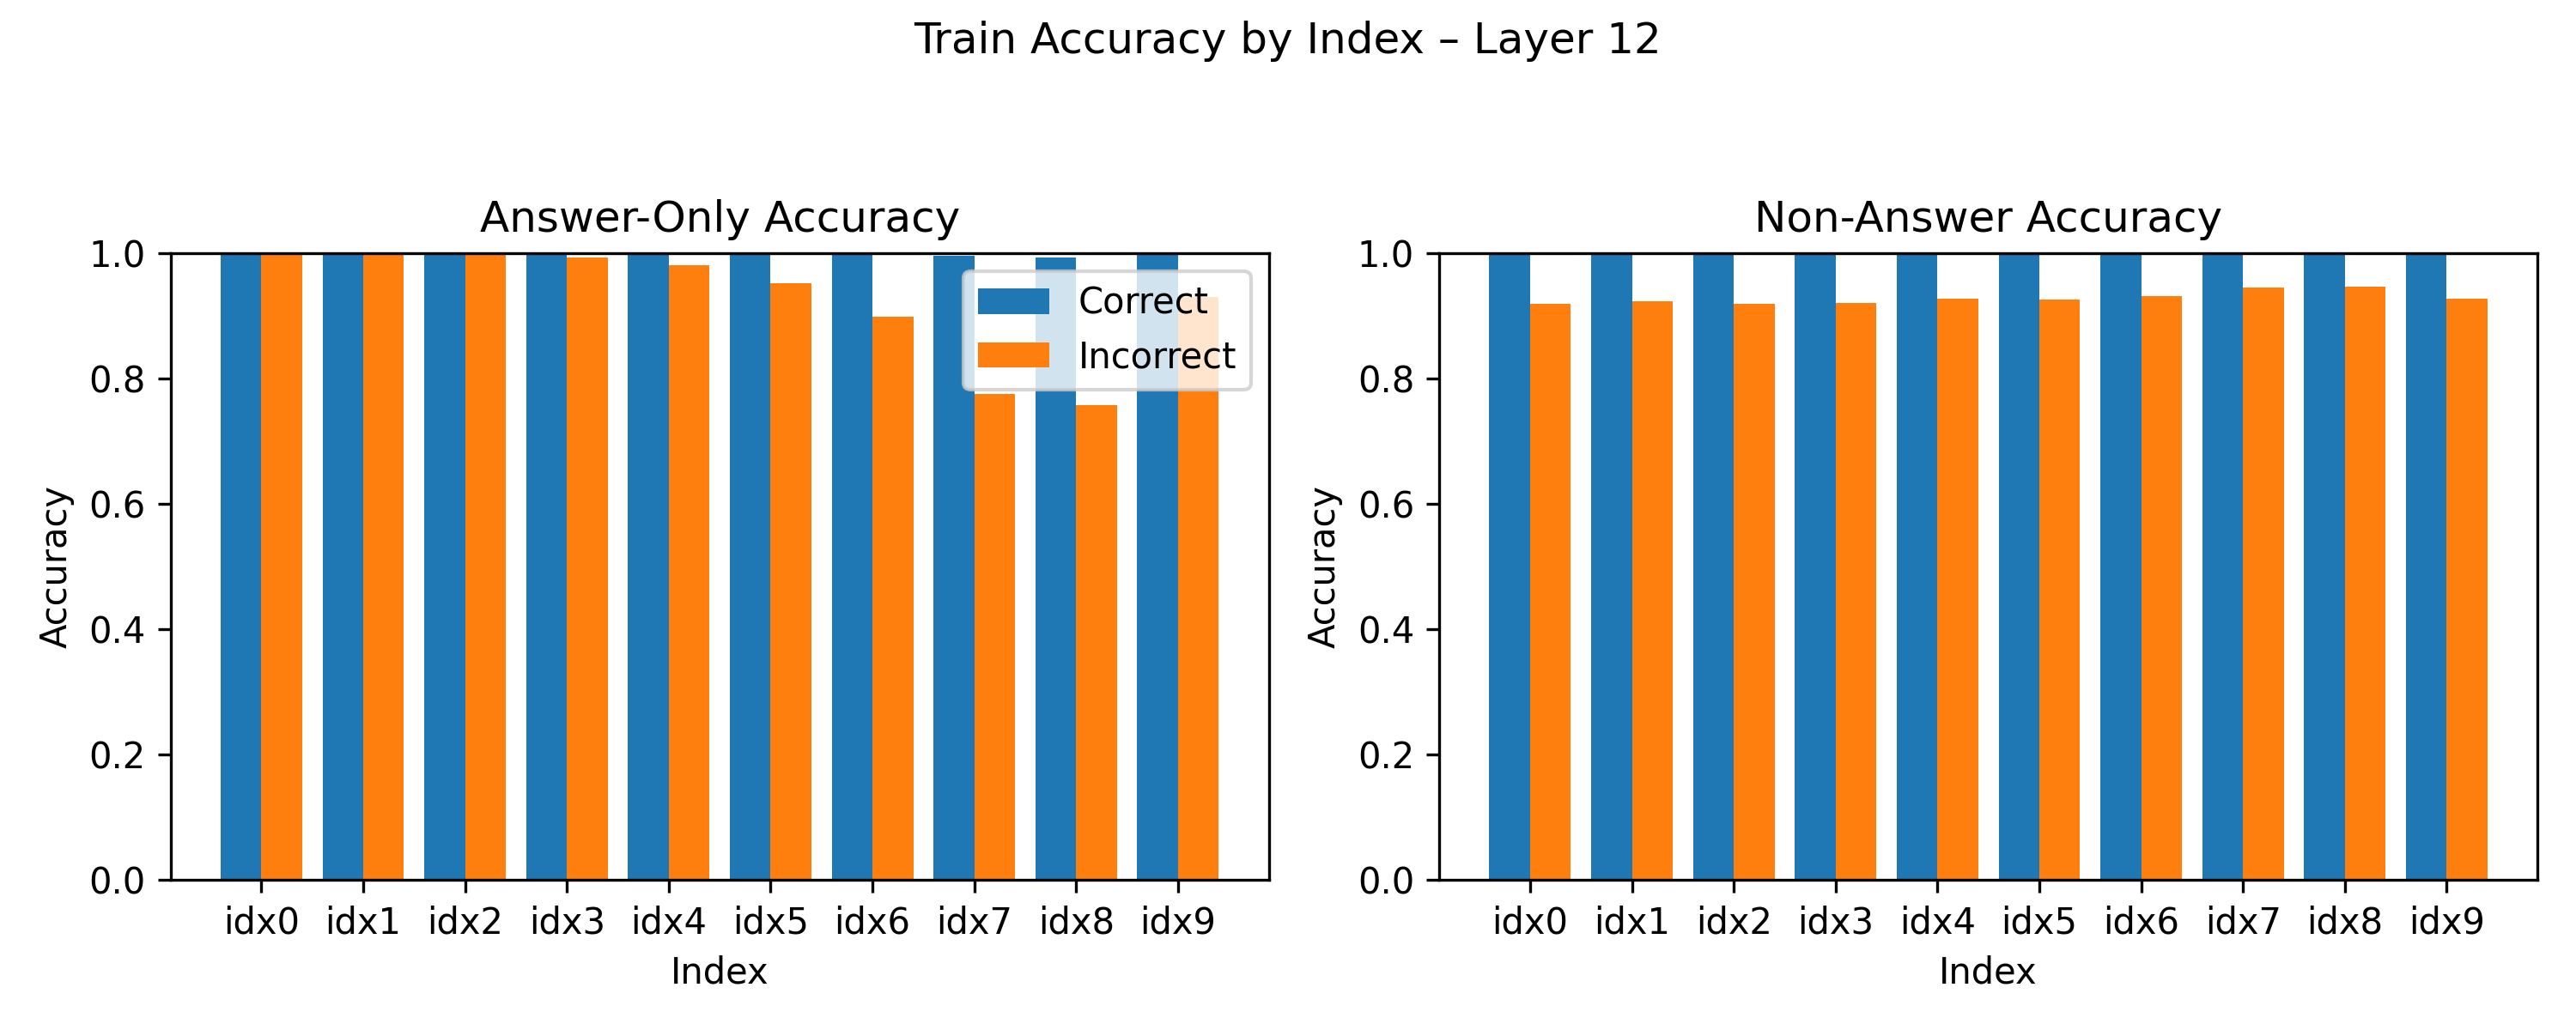 Train Accuracy by Index – Layer 12
Answer-Only Accuracy
1.0
0.8
0.6
0.4
0.2
0.0
Accuracy
Correct
Incorrect
idx0 idx1 idx2 idx3 idx4 idx5 idx6 idx7 idx8 idx9
Index
Non-Answer Accuracy
1.0
0.8
0.6
0.4
0.2
0.0
Accuracy
idx0 idx1 idx2 idx3 idx4 idx5 idx6 idx7 idx8 idx9
Index